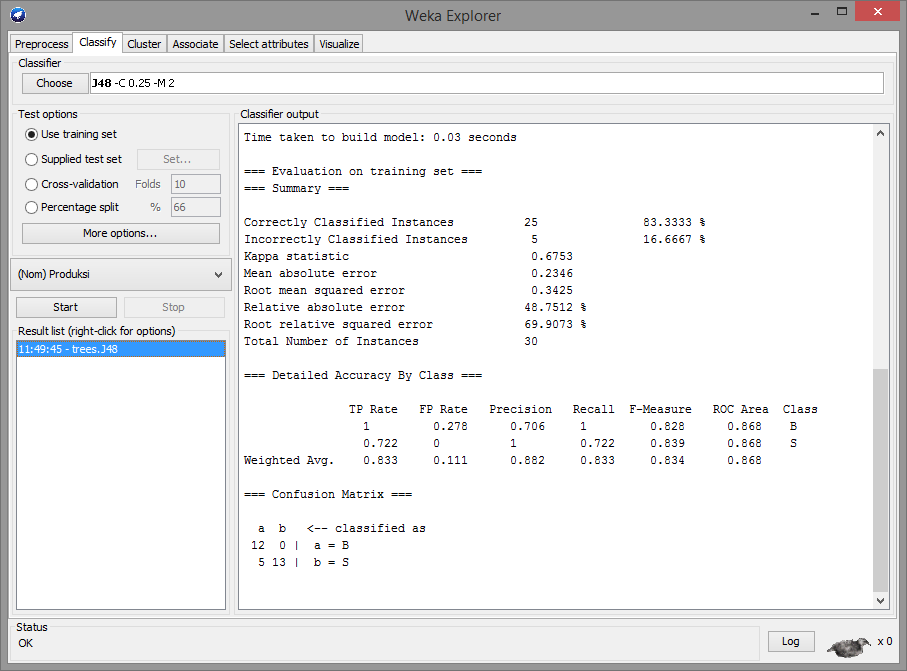 Weka Explorer
Preprocess Classify Cluster Associate Select attributes Visualize
Classifier
Choose J48 -C 0.25 -M 2
Test options
Use training set
Supplied test set Set...
Cross-validation Folds 10
Percentage split % 66
More options...
(Nom) Produksi
Start Stop
Result list (right-click for options)
11:49:45 - trees.J48
Classifier output
Time taken to build model: 0.03 seconds
=== Evaluation on training set ===
=== Summary ===
Correctly Classified Instances 25 83.3333 %
Incorrectly Classified Instances 5 16.6667 %
Kappa statistic 0.6753
Mean absolute error 0.2346
Root mean squared error 0.3425
Relative absolute error 48.7512 %
Root relative squared error 69.9073 %
Total Number of Instances 30
=== Detailed Accuracy By Class ===
TP Rate FP Rate Precision Recall F-Measure ROC Area Class
1 0.278 0.706 1 0.828 0.868 B
0.722 0 1 0.722 0.839 0.868 S
Weighted Avg. 0.833 0.111 0.882 0.833 0.834 0.868
=== Confusion Matrix ===
a b <-- classified as
12 0 | a = B
5 13 | b = S
Status
OK
Log
x 0